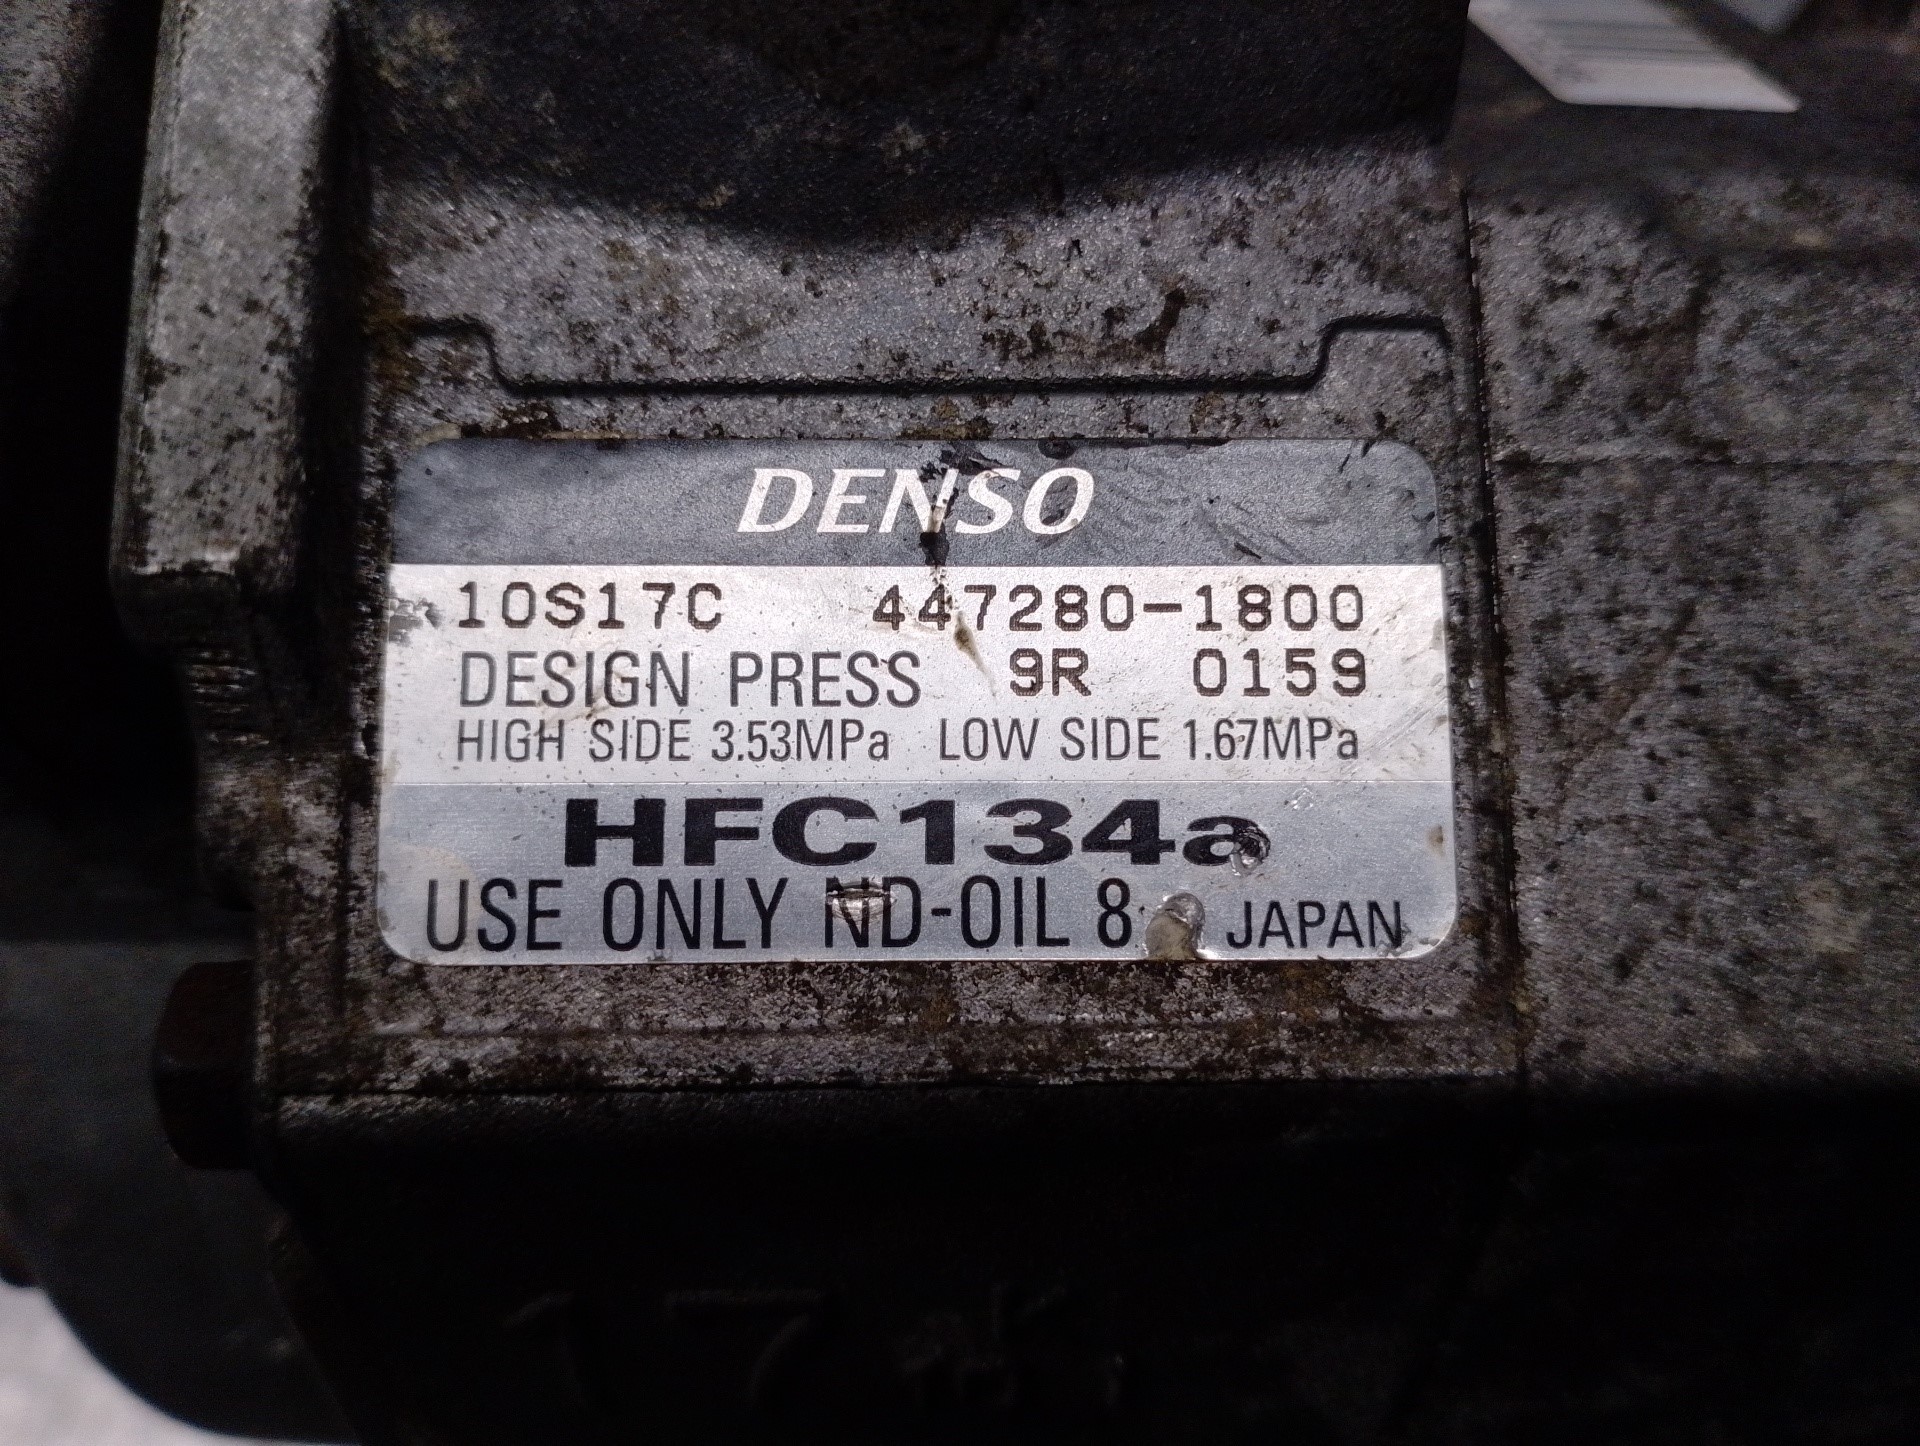 DENSO
10S17C 447280-1800
DESIGN PRESS 9R 0159
HIGH SIDE 3.53MPa LOW SIDE 1.67MPa
HFC134a
USE ONLY ND-OIL 8 JAPAN